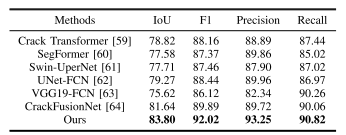 Methods IoU F1 Precision Recall
Crack Transformer [59] 78.82 88.16 88.89 87.44
SegFormer [60] 77.58 87.37 89.86 85.02
Swin-UperNet [61] 77.71 87.46 87.90 87.02
UNet-FCN [62] 79.27 88.44 89.96 86.97
VGG19-FCN [63] 75.62 86.12 82.34 90.26
CrackFusionNet [64] 81.64 89.89 89.72 90.06
Ours 83.80 92.02 93.25 90.82